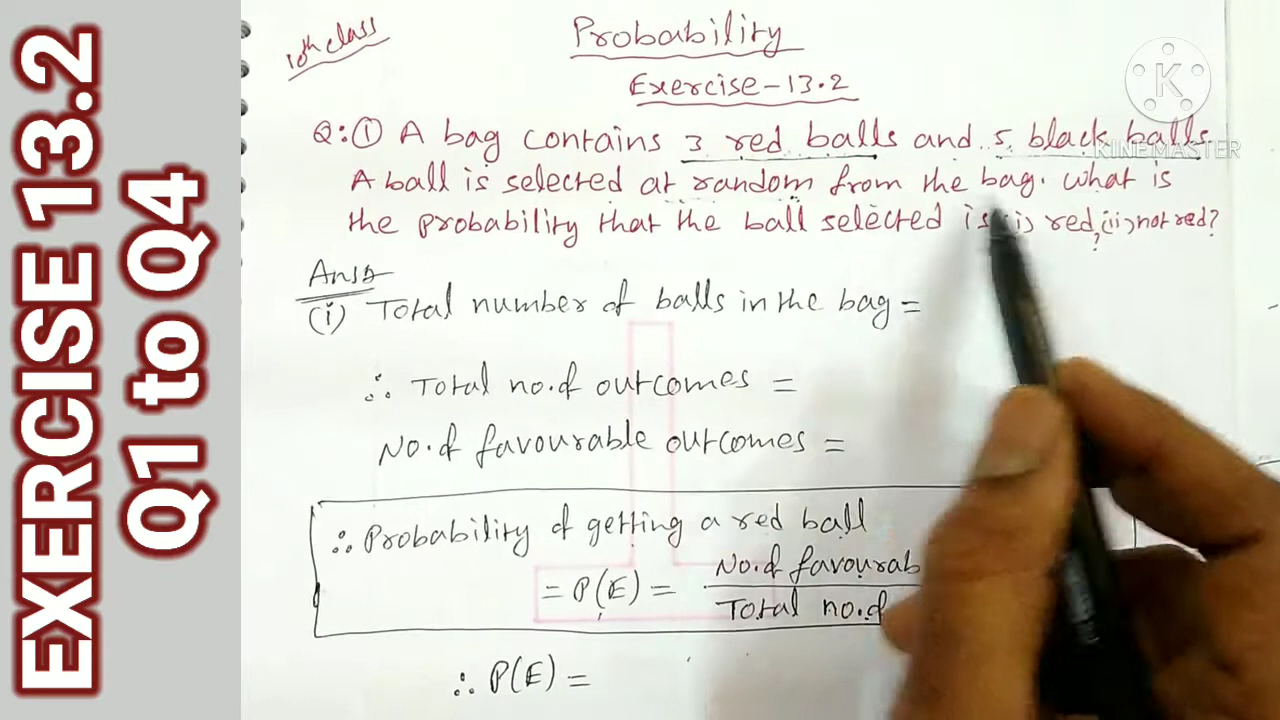 EXERCISE 13.2
Q1 to Q4
10th class
Probability
Exercise-13.2
K
KINEMASTER
Q:① A bag contains 3 red balls and 5 black balls
A ball is selected at random from the bag. What is
the probability that the ball selected is (i) red, (ii) not red?
?
Ans:
(i) Total number of balls in the bag =
∴ Total no.of outcomes =
No.of favourable outcomes =
∴ Probability of getting a red ball
= P(E) = No.of favourab
Total no.of
∴ P(E) =